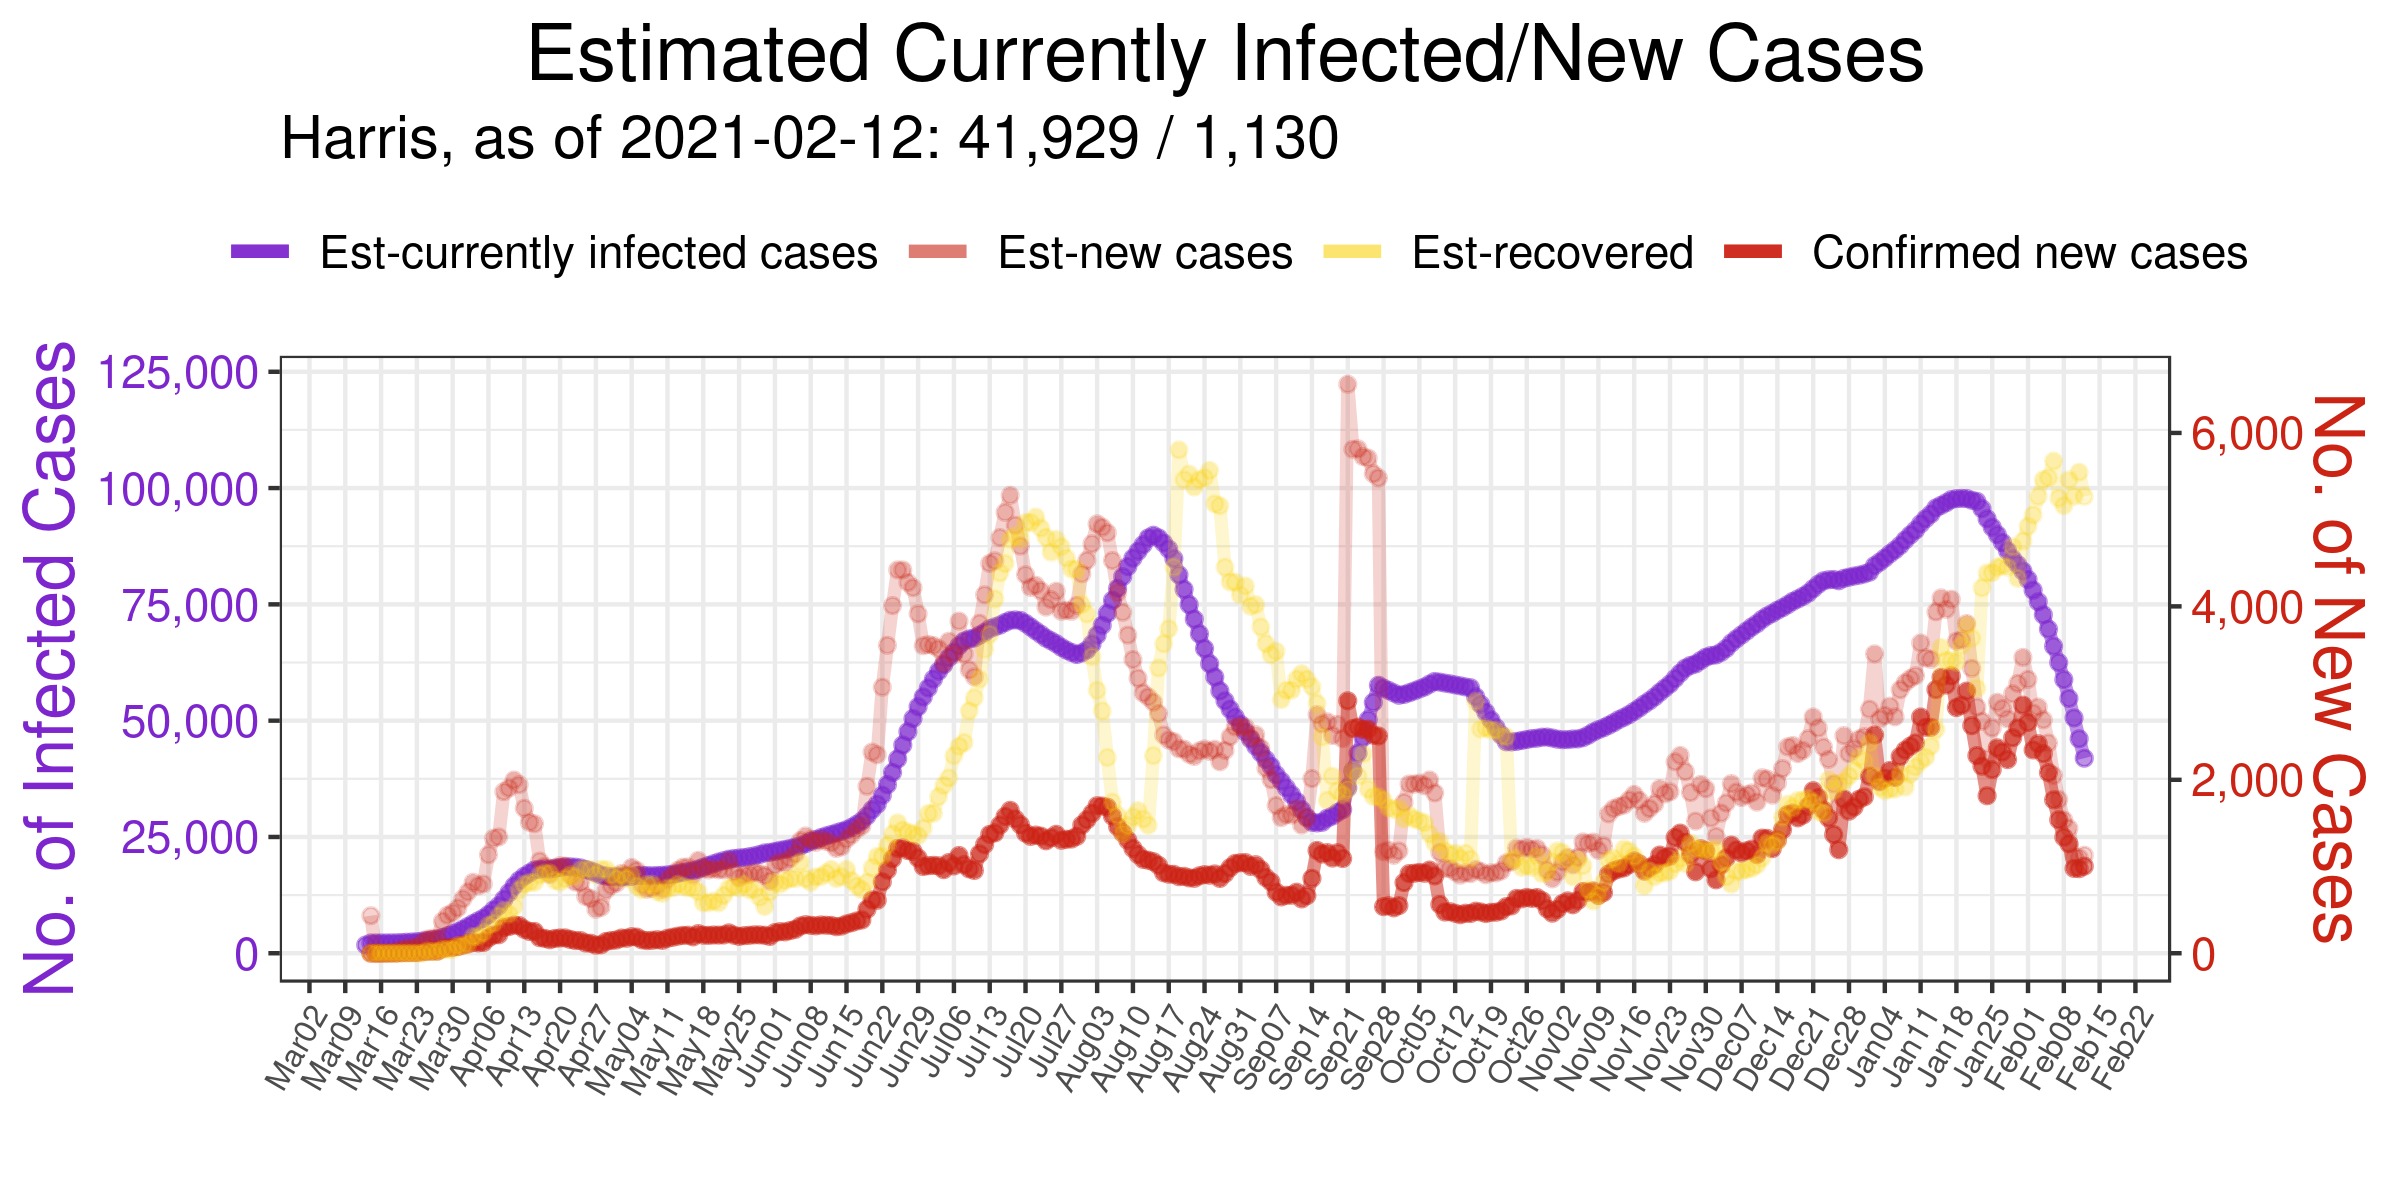 Estimated Currently Infected/New Cases
Harris, as of 2021-02-12: 41,929 / 1,130
Est-currently infected cases Est-new cases Est-recovered Confirmed new cases
No. of Infected Cases
125,000
100,000
75,000
50,000
25,000
0
6,000
4,000
2,000
0
No. of New Cases
Mar02 Mar09 Mar16 Mar23 Mar30 Apr06 Apr13 Apr20 Apr27 May04 May11 May18 May25 Jun01 Jun08 Jun15 Jun22 Jun29 Jul06 Jul13 Jul20 Jul27 Aug03 Aug10 Aug17 Aug24 Aug31 Sep07 Sep14 Sep21 Sep28 Oct05 Oct12 Oct19 Oct26 Nov02 Nov09 Nov16 Nov23 Nov30 Dec07 Dec14 Dec21 Dec28 Jan04 Jan11 Jan18 Jan25 Feb01 Feb08 Feb15 Feb22